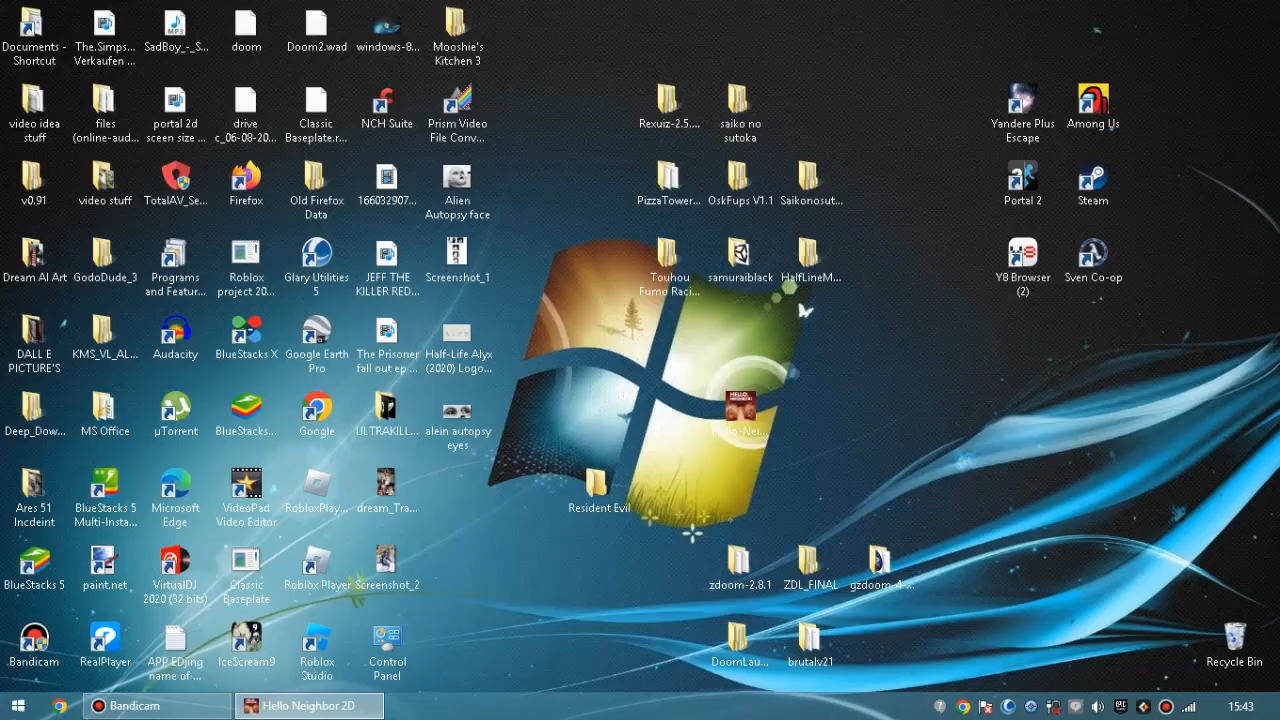 Documents -
Shortcut
The.Simps...
Verkaufen ...
SadBoy_-_S...
doom
Doom2.wad
windows-8...
Mooshie's
Kitchen 3
video idea
stuff
files
(online-aud...
portal 2d
sceen size ...
drive
c_06-08-20...
Classic
Baseplate.r...
NCH Suite
Prism Video
File Conv...
Rexuiz-2.5....
saiko no
sutoka
Yandere Plus
Escape
Among Us
v0.91
video stuff
TotalAV_Se...
Firefox
Old Firefox
Data
166032907...
Alien
Autopsy face
PizzaTower...
OskFups V1.1
Saikonosut...
Portal 2
Steam
Dream AI Art
GodoDude_3
Programs
and Featur...
Roblox
project 20...
Glary Utilities
5
JEFF THE
KILLER RED...
Screenshot_1
Touhou
Fumo Raci...
samuraiblack
HalfLineM...
Y8 Browser
(2)
Sven Co-op
DALL E
PICTURE'S
KMS_VL_AL...
Audacity
BlueStacks X
Google Earth
Pro
The Prisoner
fall out ep ...
Half-Life Alyx
(2020) Logo...
Deep_Dow...
MS Office
µTorrent
BlueStacks...
Google
ULTRAKILL...
alein autopsy
eyes
HELLO,
NEIGHBOR!
Hello-Nei...
Ares 51
Incdeint
BlueStacks 5
Multi-Insta...
Microsoft
Edge
VideoPad
Video Editor
RobloxPlay...
dream_Tra...
Resident Evil
BlueStacks 5
paint.net
VirtualDJ
2020 (32 bits)
Classic
Baseplate
Roblox Player
Screenshot_2
zdoom-2.8.1
ZDL_FINAL
gzdoom-4-...
Bandicam
RealPlayer
APP EDjing
name of ...
IceScream9
Roblox
Studio
Control
Panel
DoomLau...
brutalv21
Recycle Bin
Bandicam
Hello Neighbor 2D
15:43